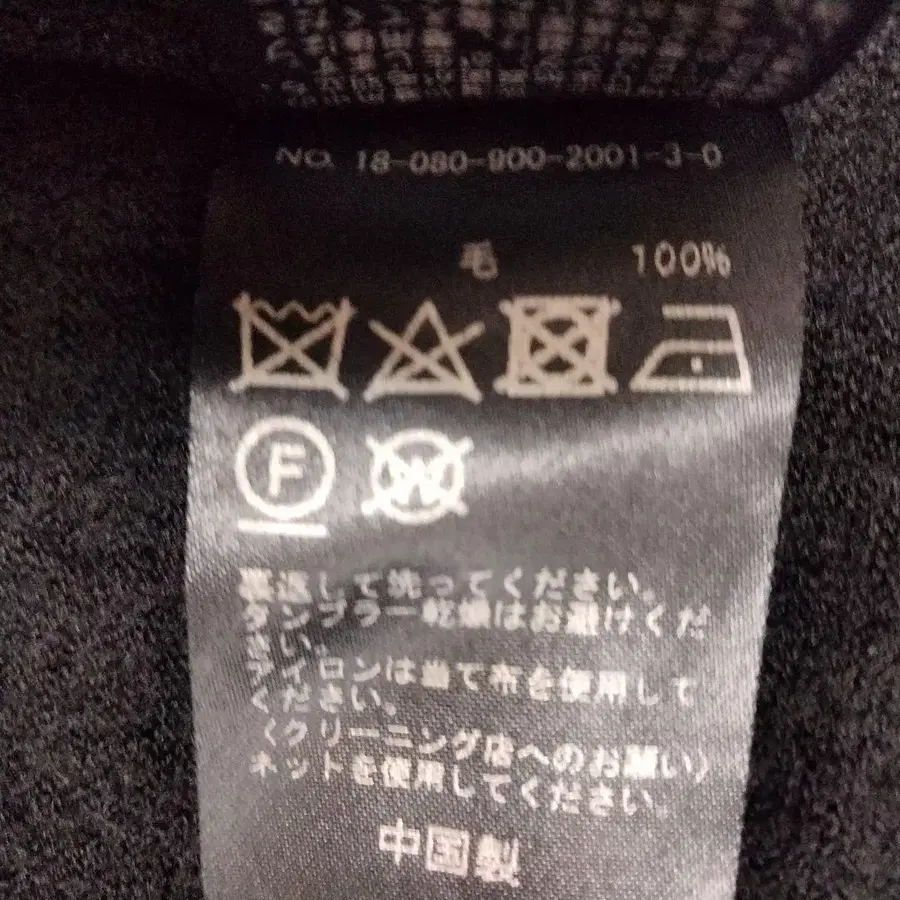 NO. 18-080-900-2001-3-0
毛 100%
F
W
裏返して洗ってください。
タンブラー乾燥はお避けくだ
さい。
アイロンは当て布を使用して
ください。
〈クリーニング店へのお願い〉
ネットを使用してください。
中国製